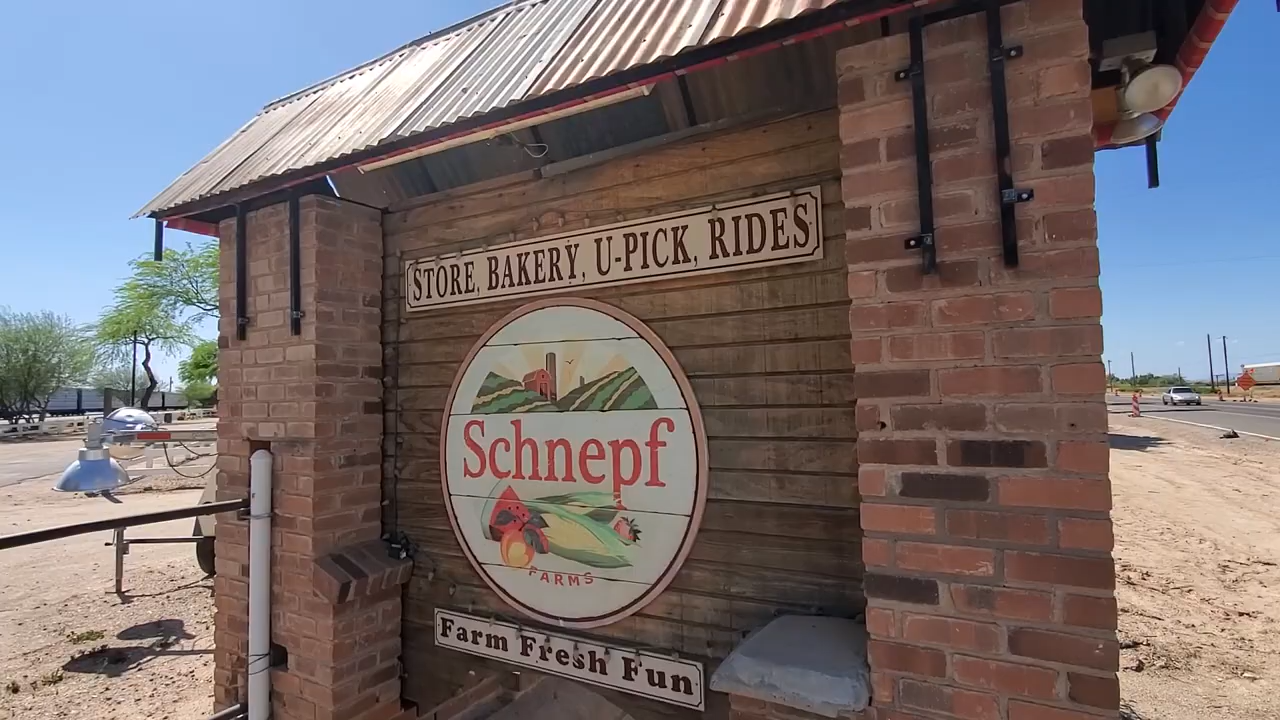 STORE, BAKERY, U-PICK, RIDES
Schnepf
FARMS
Farm Fresh Fun